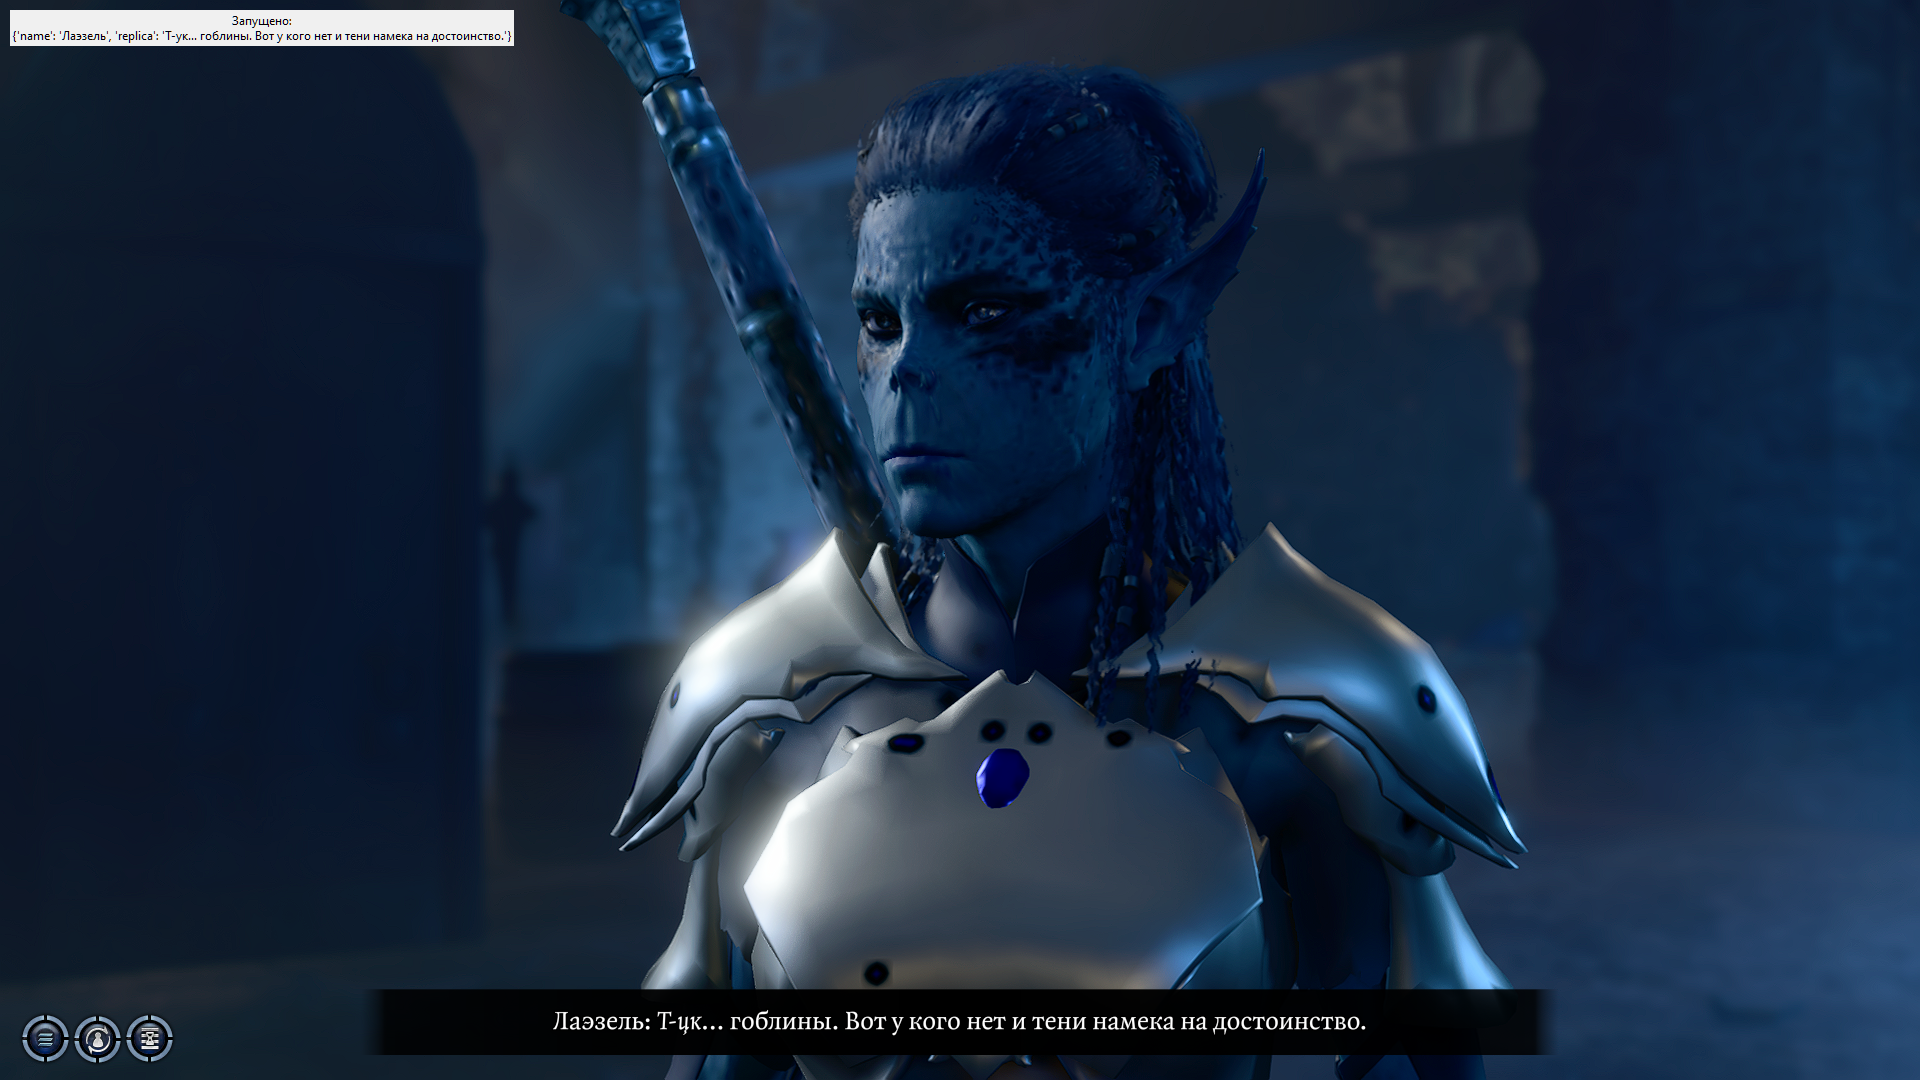 Запущено:
{'name': 'Лаэзель', 'replica': 'Т-ук... гоблины. Вот у кого нет и тени намека на достоинство.'}
Лаэзель: Т-цк... гоблины. Вот у кого нет и тени намека на достоинство.